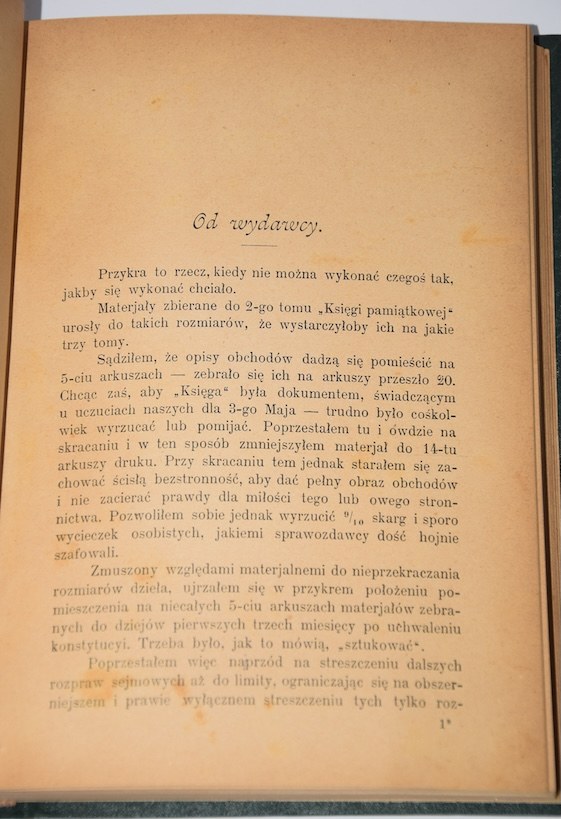 Od wydawcy.
Przykra to rzecz, kiedy nie można wykonać czegoś tak,
jakby się wykonać chciało.
Materjały zbierane do 2-go tomu „Księgi pamiątkowej“
urosły do takich rozmiarów, że wystarczyłoby ich na jakie
trzy tomy.
Sądziłem, że opisy obchodów dadzą się pomieścić na
5-ciu arkuszach — zebrało się ich na arkuszy przeszło 20.
Chcąc zaś, aby „Księga“ była dokumentem, świadczącym
u uczuciach naszych dla 3-go Maja — trudno było cośkol-
wiek wyrzucać lub pomijać. Poprzestałem tu i ówdzie na
skracaniu i w ten sposób zmniejszyłem materjał do 14-tu
arkuszy druku. Przy skracaniu tem jednak starałem się za-
chować ścisłą bezstronność, aby dać pełny obraz obchodów
i nie zacierać prawdy dla miłości tego lub owego stron-
nictwa. Pozwoliłem sobie jednak wyrzucić 9/10 skarg i sporo
wycieczek osobistych, jakiemi sprawozdawcy dość hojnie
szafowali.
Zmuszony względami materjalnemi do nieprzekraczania
rozmiarów dzieła, ujrzałem się w przykrem położeniu po-
mieszczenia na niecałych 5-ciu arkuszach materjałów zebra-
nych do dziejów pierwszych trzech miesięcy po uchwaleniu
konstytucyi. Trzeba było, jak to mówią, „sztukować“.
Poprzestałem więc naprzód na streszczeniu dalszych
rozpraw sejmowych aż do limity, ograniczając się na obszer-
niejszem i prawie wyłącznem streszczeniu tych tylko roz-
1*